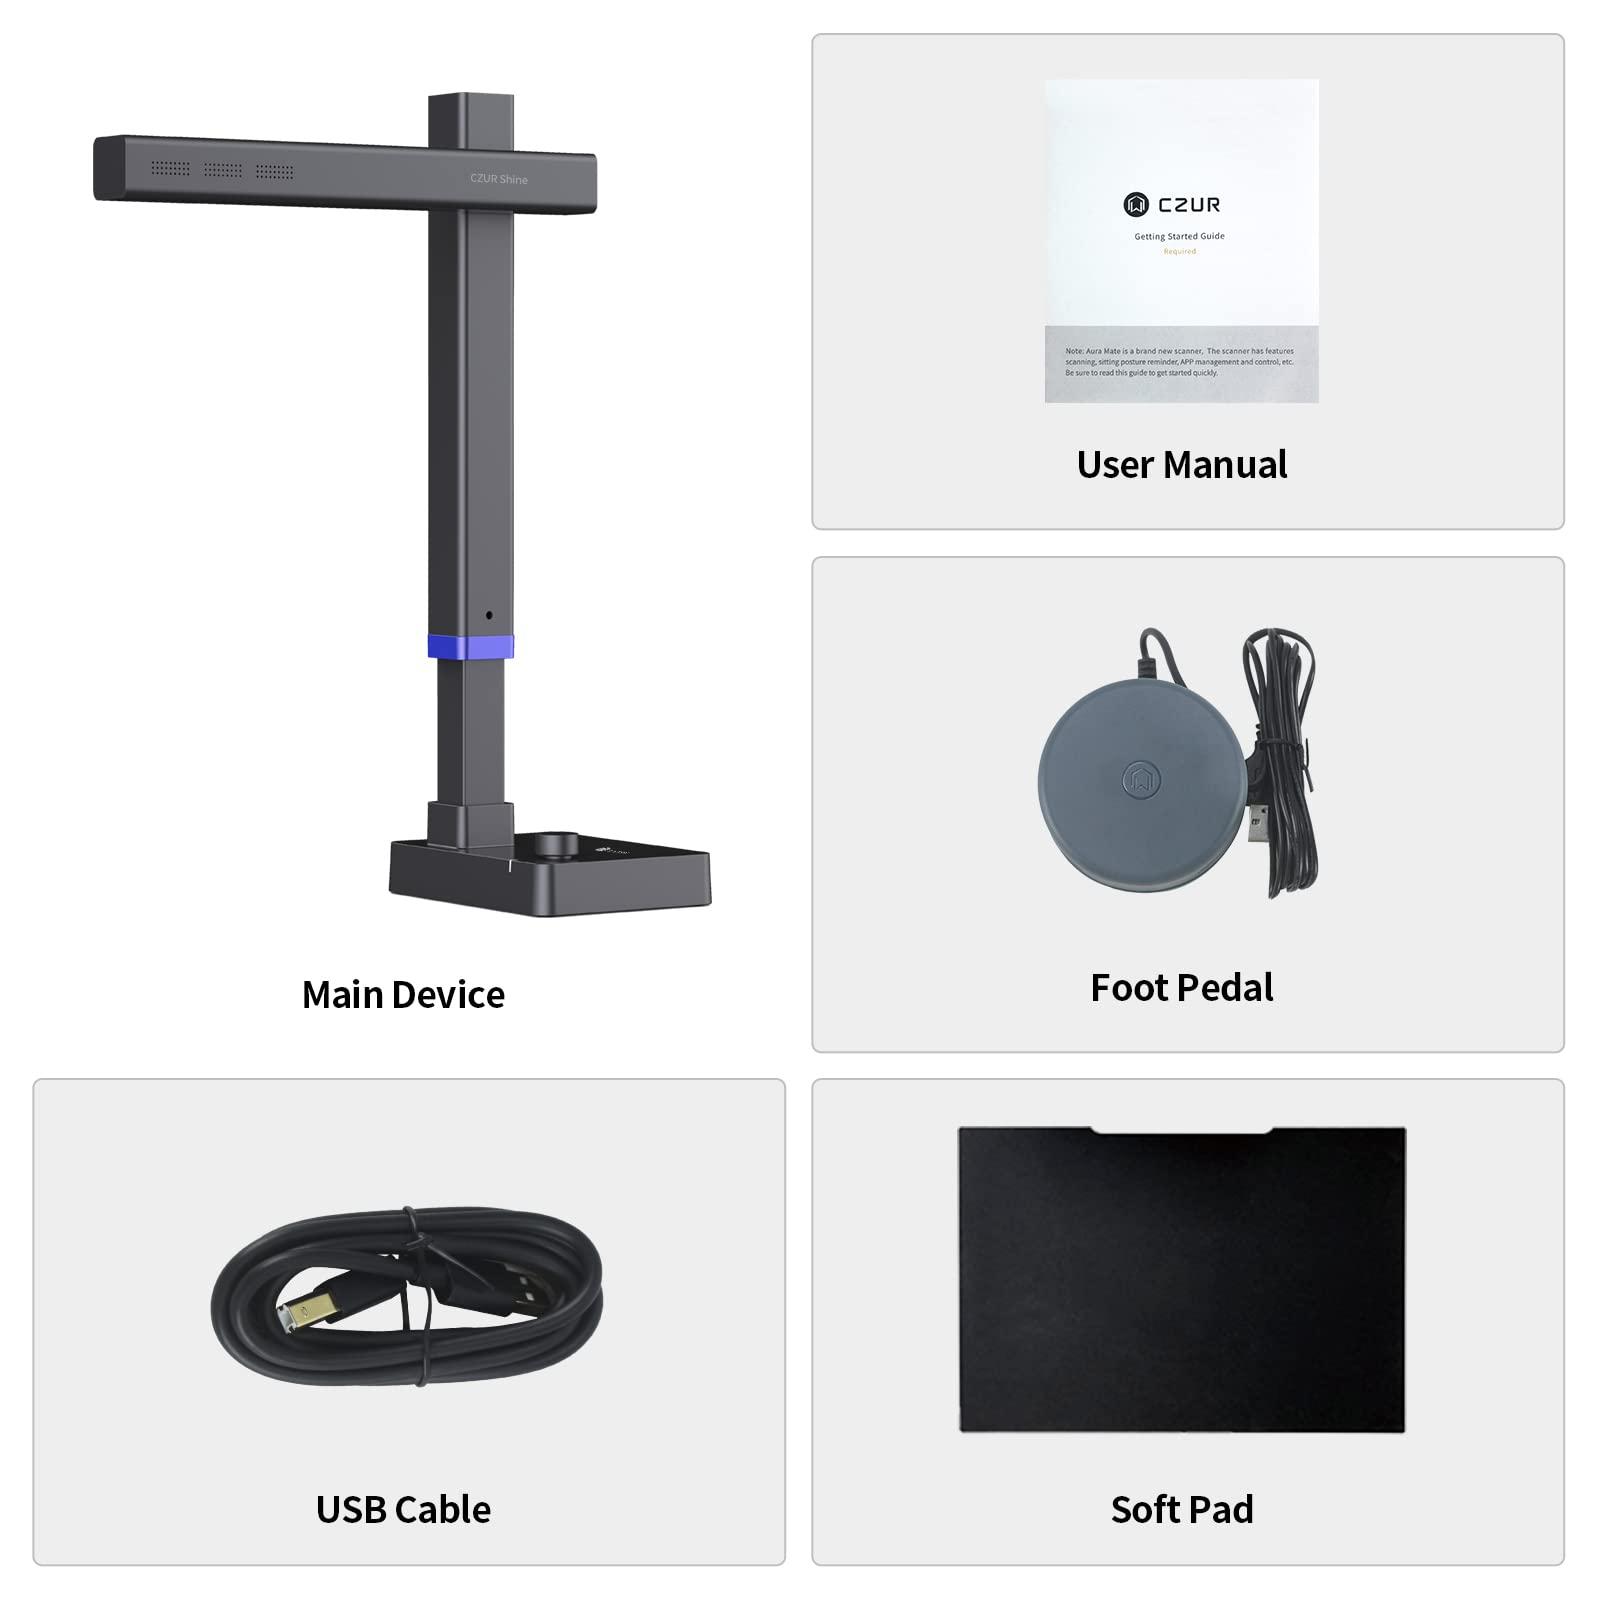 CZUR Shine
CZUR
Getting Started Guide
Required
Note: Aura Mate is a brand new scanner, The scanner has features
scanning, sitting posture reminder, APP management and control, etc.
Be sure to read this guide to get started quickly.
User Manual
Main Device
Foot Pedal
USB Cable
Soft Pad